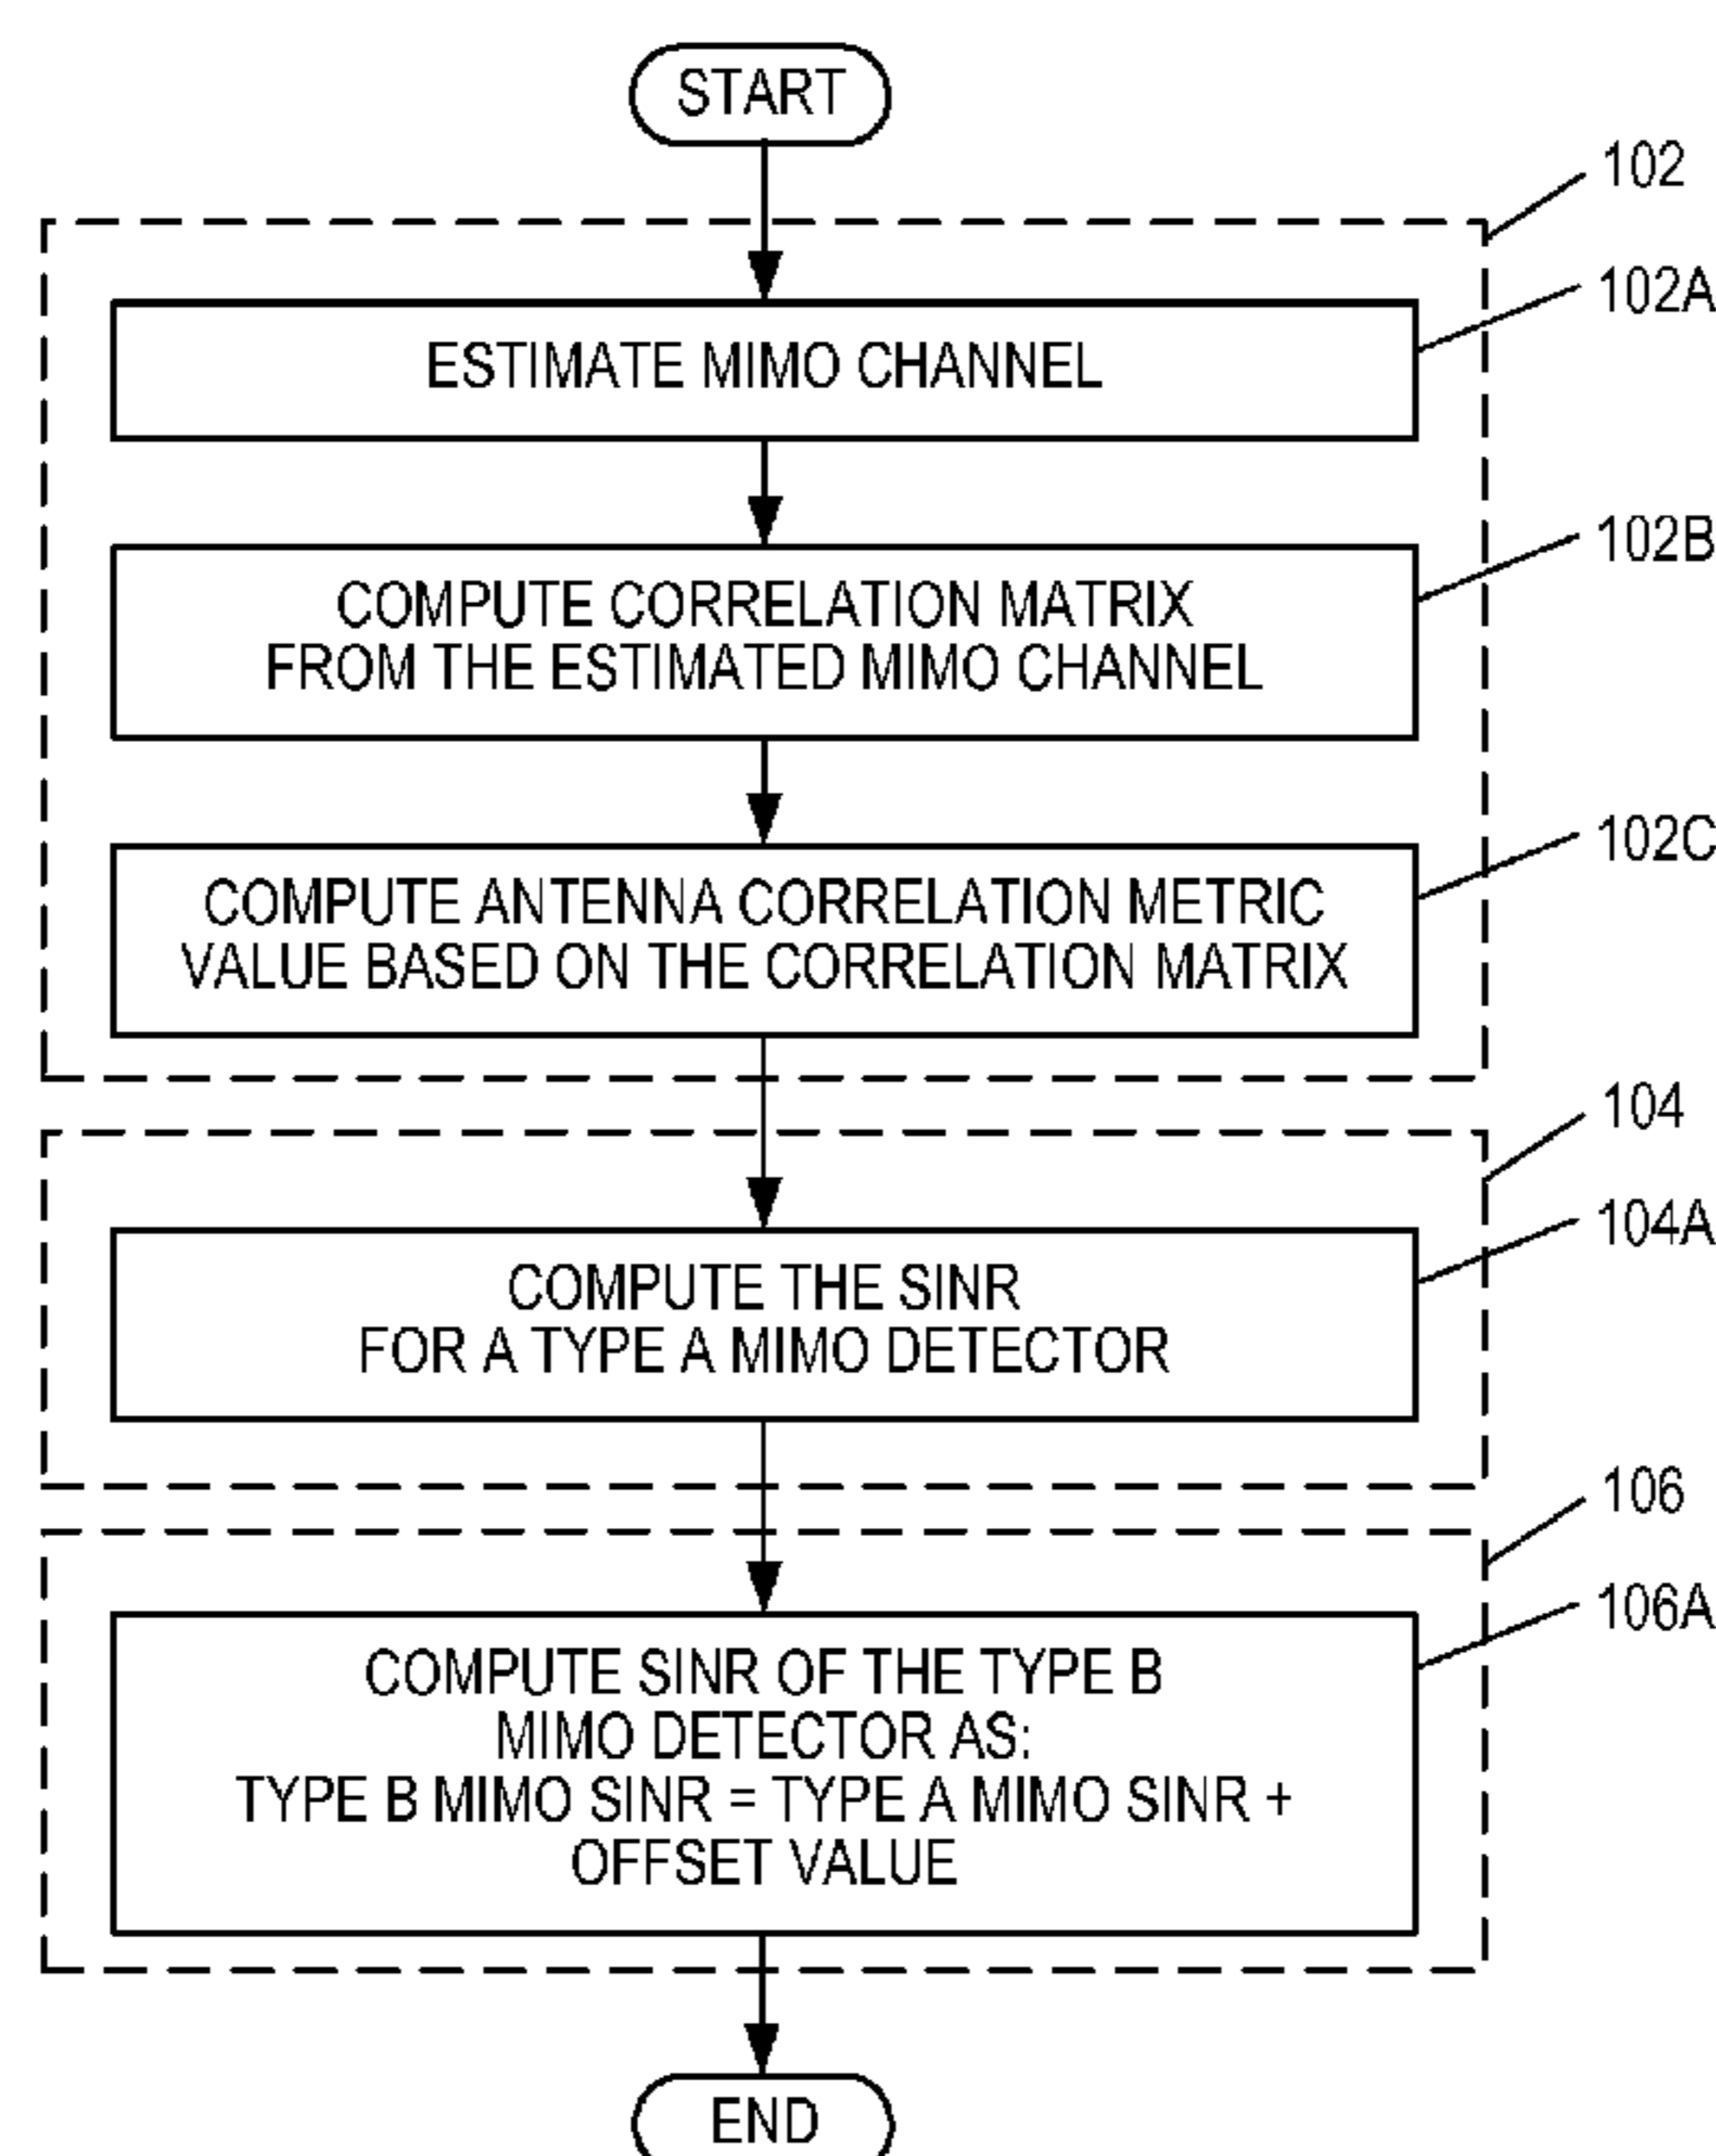 START
102
102A
ESTIMATE MIMO CHANNEL
102B
COMPUTE CORRELATION MATRIX
FROM THE ESTIMATED MIMO CHANNEL
102C
COMPUTE ANTENNA CORRELATION METRIC
VALUE BASED ON THE CORRELATION MATRIX
104
104A
COMPUTE THE SINR
FOR A TYPE A MIMO DETECTOR
106
106A
COMPUTE SINR OF THE TYPE B
MIMO DETECTOR AS:
TYPE B MIMO SINR = TYPE A MIMO SINR +
OFFSET VALUE
END